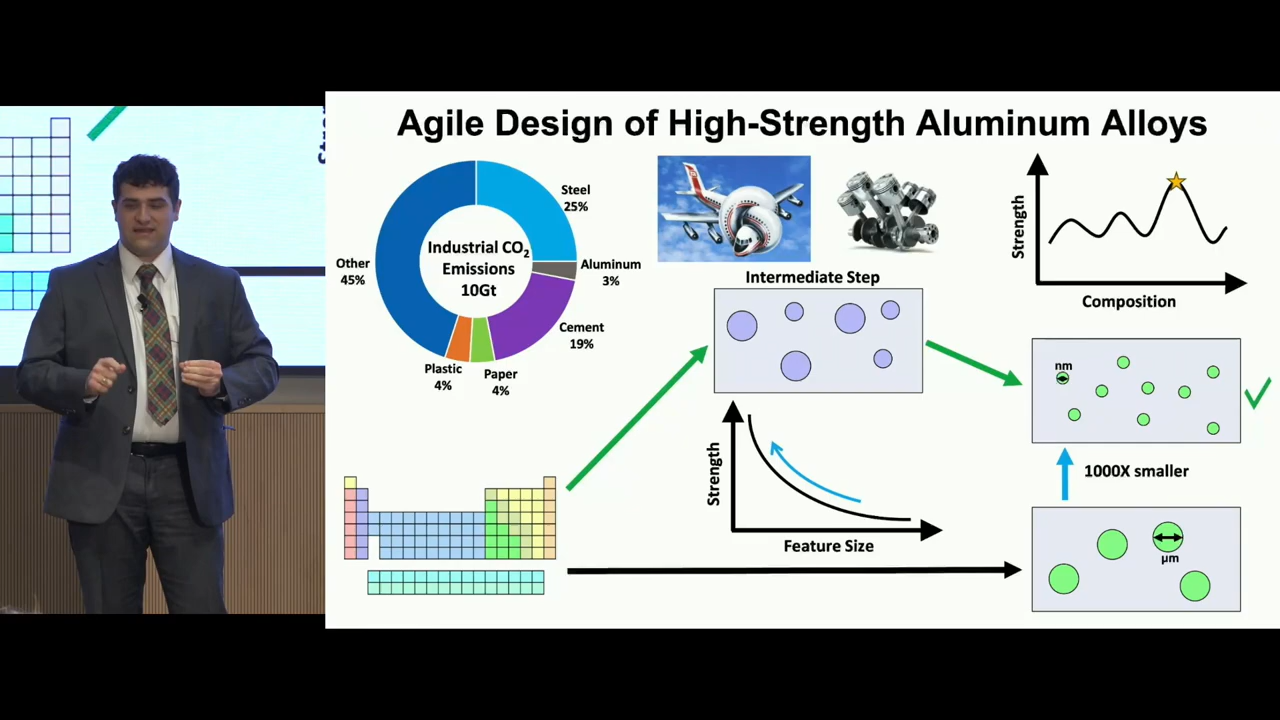 Agile Design of High-Strength Aluminum Alloys
Steel
25%
Industrial CO2
Emissions
10Gt
Other
45%
Aluminum
3%
Cement
19%
Plastic
4%
Paper
4%
Intermediate Step
Strength
Composition
nm
Strength
Feature Size
1000X smaller
μm